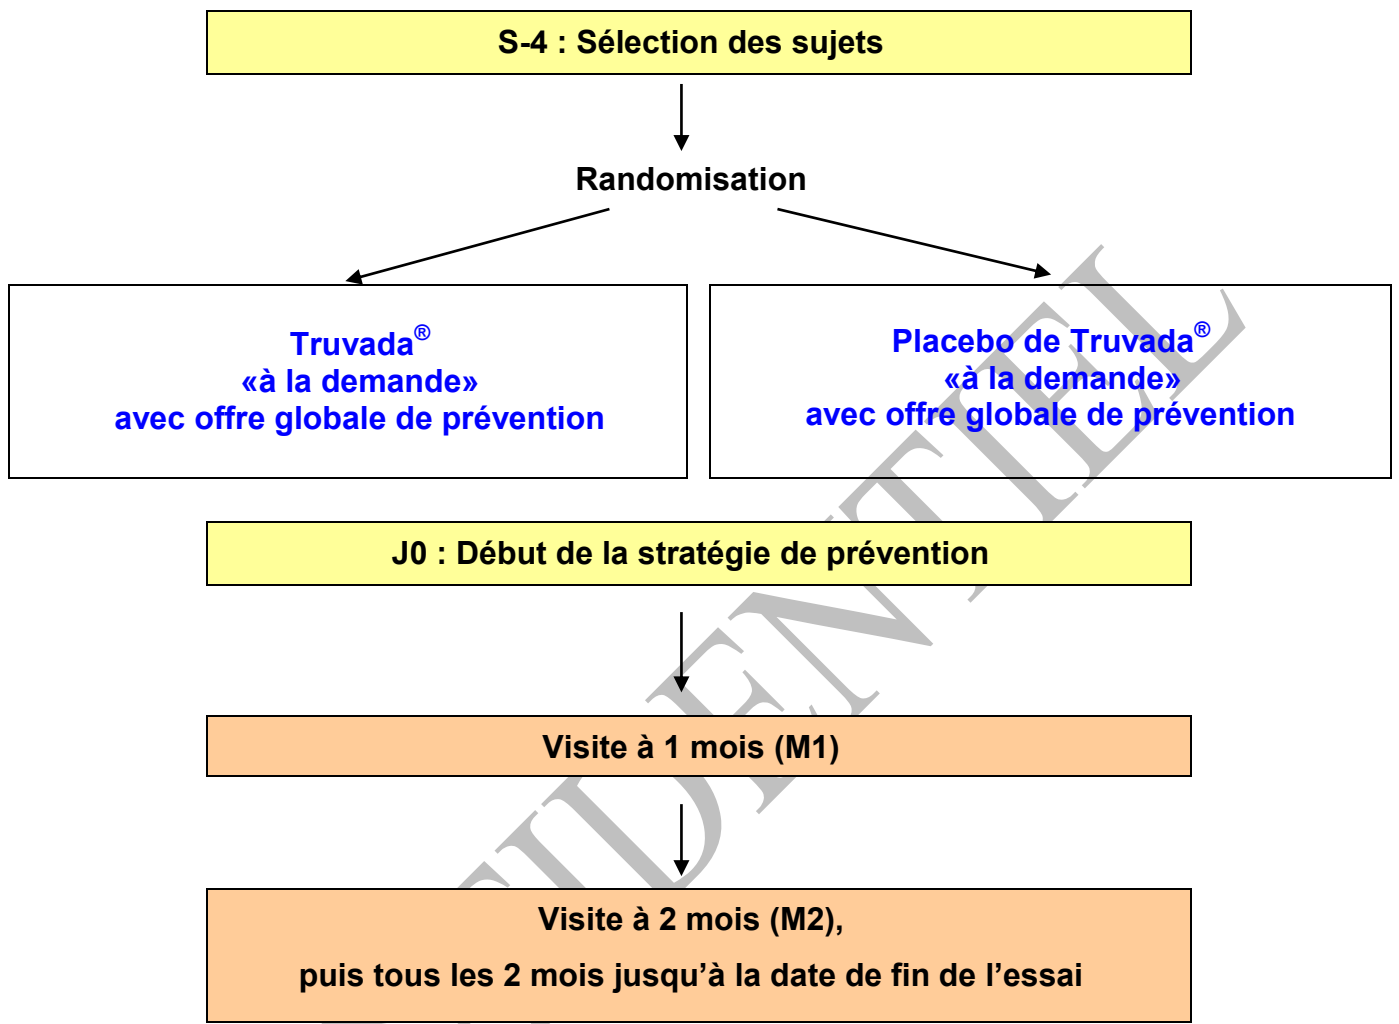 S-4 : Sélection des sujets
Randomisation
Truvada®
«à la demande»
avec offre globale de prévention
Placebo de Truvada®
«à la demande»
avec offre globale de prévention
J0 : Début de la stratégie de prévention
Visite à 1 mois (M1)
Visite à 2 mois (M2),
puis tous les 2 mois jusqu’à la date de fin de l’essai